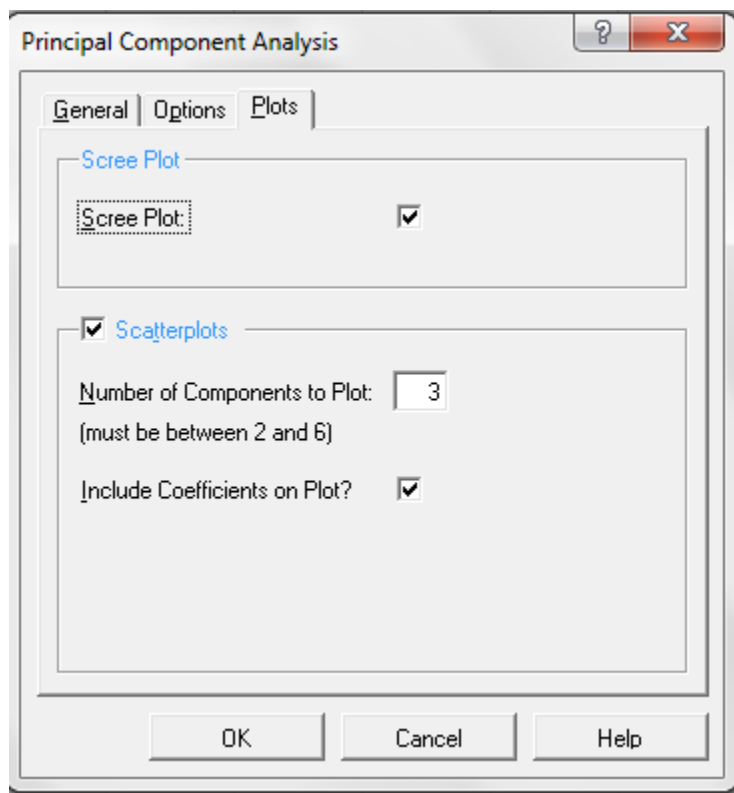 Principal Component Analysis
General Options Plots
Scree Plot
Scree Plot:
Scatterplots
Number of Components to Plot: 3
(must be between 2 and 6)
Include Coefficients on Plot?
OK Cancel Help